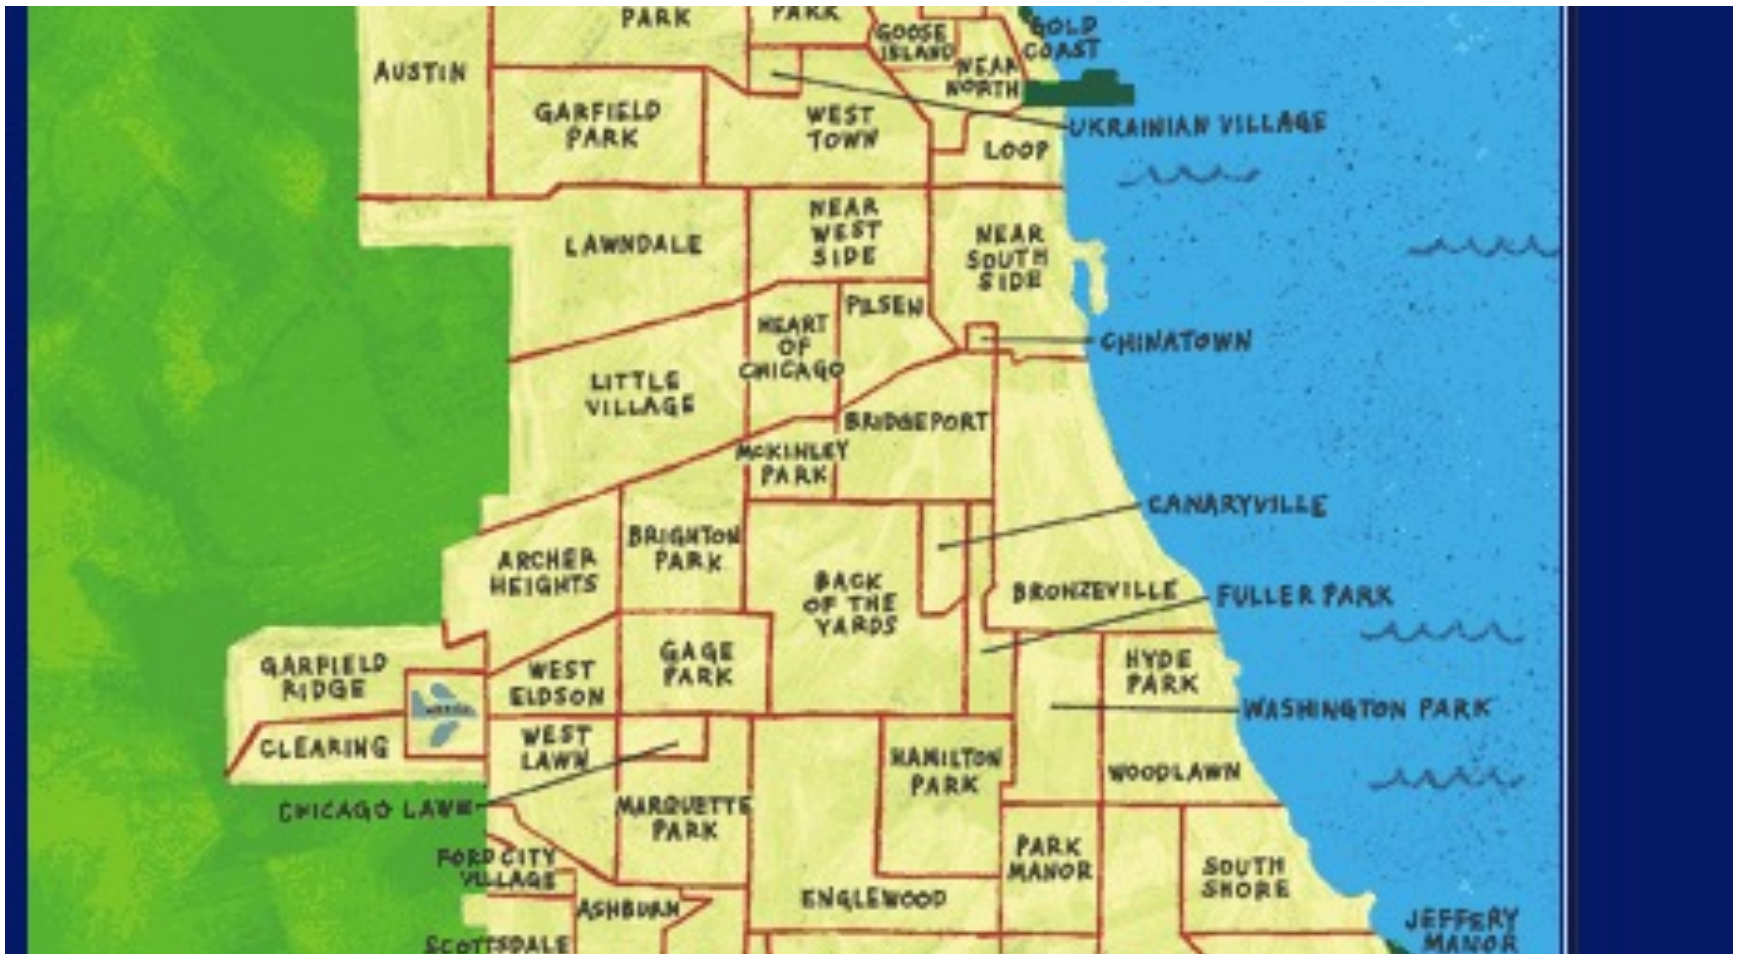 PARK
PARK
GOOSE
ISLAND
GOLD
COAST
NEAR
NORTH
AUSTIN
GARFIELD
PARK
WEST
TOWN
UKRAINIAN VILLAGE
LOOP
LAWNDALE
NEAR
WEST
SIDE
NEAR
SOUTH
SIDE
PILSEN
HEART
OF
CHICAGO
CHINATOWN
LITTLE
VILLAGE
BRIDGEPORT
MCKINLEY
PARK
CANARYVILLE
ARCHER
HEIGHTS
BRIGHTON
PARK
BACK
OF THE
YARDS
BRONZEVILLE
FULLER PARK
GARFIELD
RIDGE
WEST
ELDSON
GAGE
PARK
HYDE
PARK
WASHINGTON PARK
CLEARING
WEST
LAWN
HAMILTON
PARK
WOODLAWN
CHICAGO LAWN
MARQUETTE
PARK
FORD CITY
VILLAGE
PARK
MANOR
SOUTH
SHORE
ENGLEWOOD
ASHBURN
SCOTTSDALE
JEFFERY
MANOR